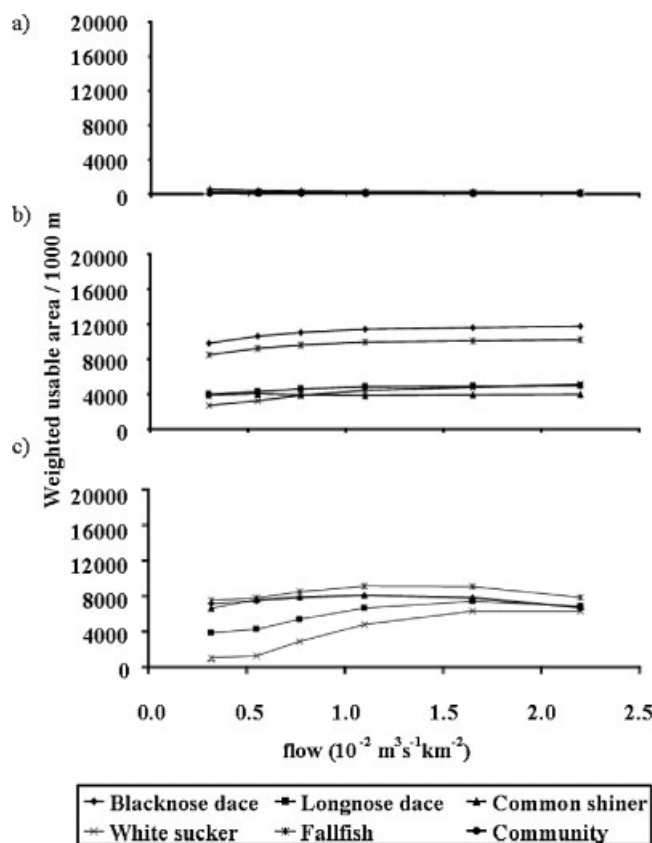 a)
20000
16000
12000
8000
4000
0
b)
20000
16000
12000
8000
4000
0
c)
20000
16000
12000
8000
4000
0
Weighted usable area / 1000 m
0.0 0.5 1.0 1.5 2.0 2.5
flow (10⁻² m³s⁻¹km⁻²)
Blacknose dace Longnose dace Common shiner
White sucker Fallfish Community